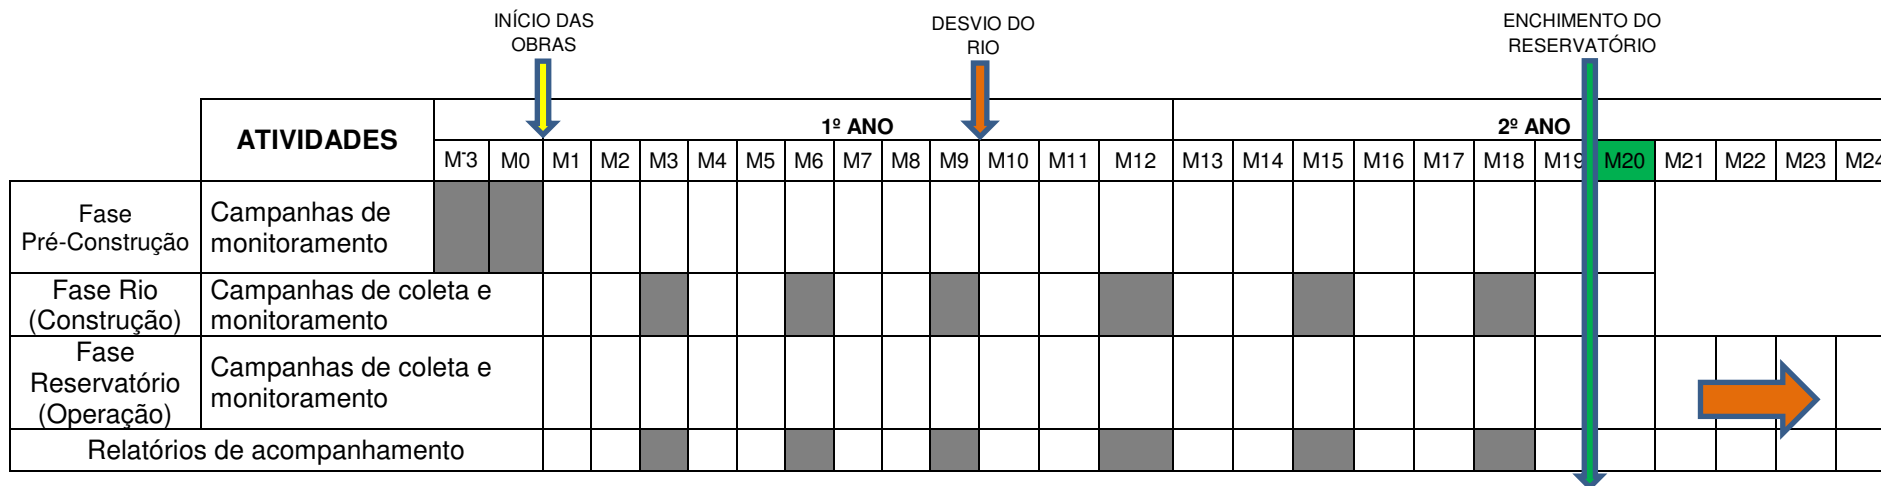 INÍCIO DAS
OBRAS
DESVIO DO
RIO
ENCHIMENTO DO
RESERVATÓRIO
ATIVIDADES
1º ANO
2º ANO
M-3 M0 M1 M2 M3 M4 M5 M6 M7 M8 M9 M10 M11 M12 M13 M14 M15 M16 M17 M18 M19 M20 M21 M22 M23 M24
Fase
Pré-Construção
Campanhas de
monitoramento
Fase Rio
(Construção)
Campanhas de coleta e
monitoramento
Fase
Reservatório
(Operação)
Campanhas de coleta e
monitoramento
Relatórios de acompanhamento